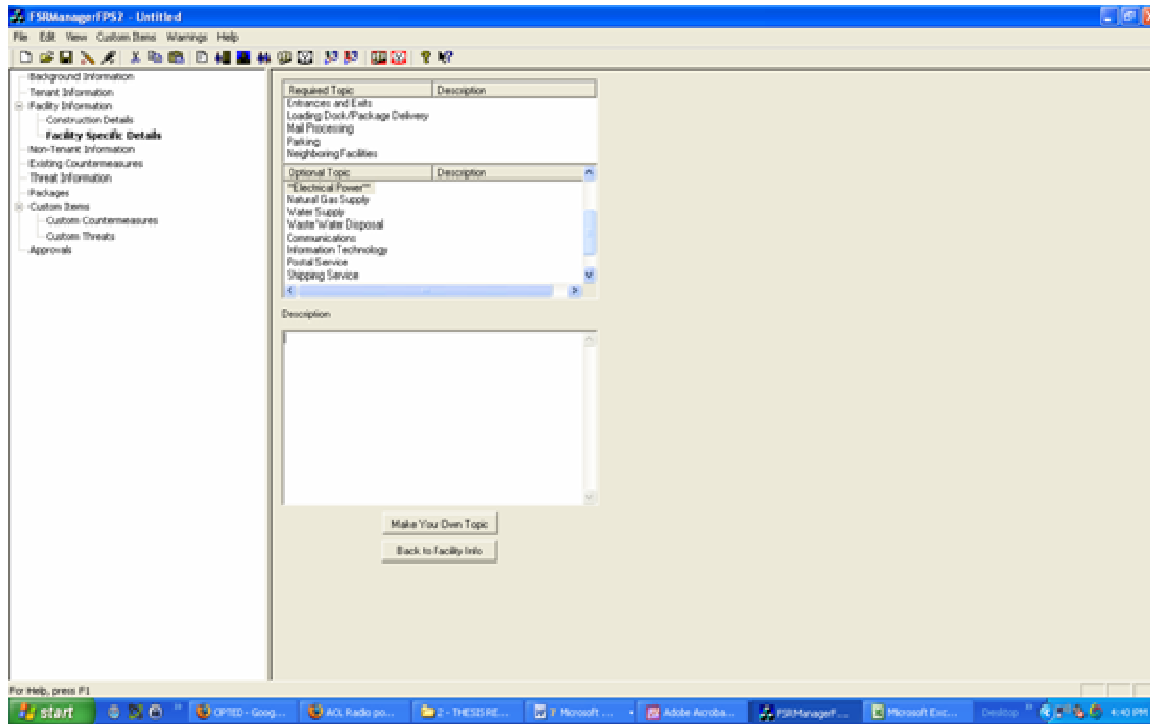 FSRManagerFPS2 - Untitled
File Edit View Custom Items Warnings Help
Background Information
Tenant Information
Facility Information
Construction Details
Facility Specific Details
Non-Tenant Information
Existing Countermeasures
Threat Information
Packages
Custom Items
Custom Countermeasures
Custom Threats
Approvals
Required Topic Description
Entrances and Exits
Loading Dock/Package Delivery
Mail Processing
Parking
Neighboring Facilities
Optional Topic Description
**Electrical Power**
Natural Gas Supply
Water Supply
Waste Water Disposal
Communications
Information Technology
Postal Service
Shipping Service
Description
Make Your Own Topic
Back to Facility Info
For Help, press F1
start
OPTED - Goog...
AOL Radio po...
2 - THESIS RE...
7 Microsoft ...
Adobe Acroba...
FSRManagerF...
Microsoft Exc...
Desktop
4:40 PM